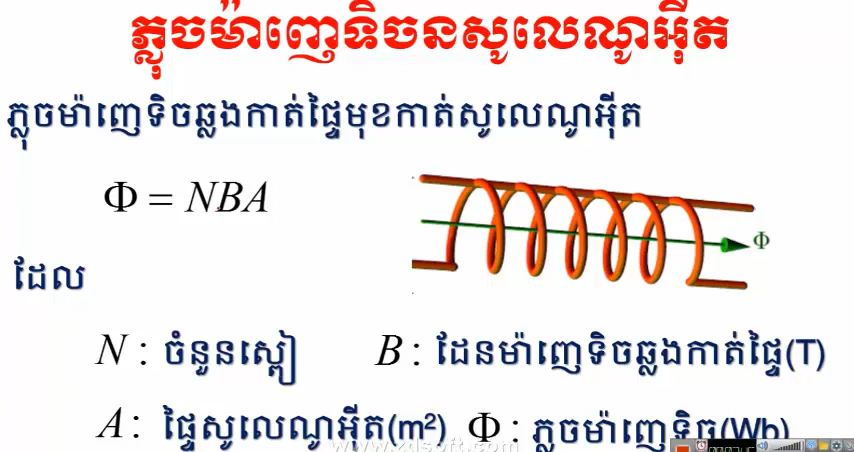 ភ្លុចម៉ាញេទិចនសូលេណូអ៊ីត
ភ្លុចម៉ាញេទិចឆ្លងកាត់ផ្ទៃមុខកាត់សូលេណូអ៊ីត
Φ = NBA
Φ
ដែល
N : ចំនួនស្ពៀ B : ដែនម៉ាញេទិចឆ្លងកាត់ផ្ទៃ(T)
A : ផ្ទៃសូលេណូអ៊ីត(m²) Φ : ភ្លុចម៉ាញេទិច(Wb)
www.zdsoft.com